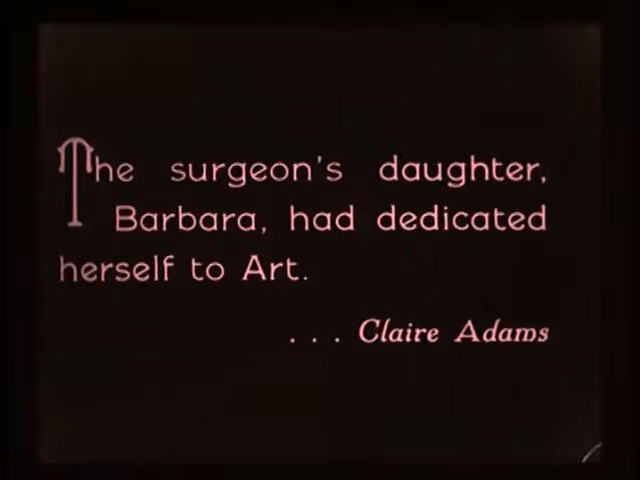 The surgeon's daughter,
Barbara, had dedicated
herself to Art.
. . . Claire Adams